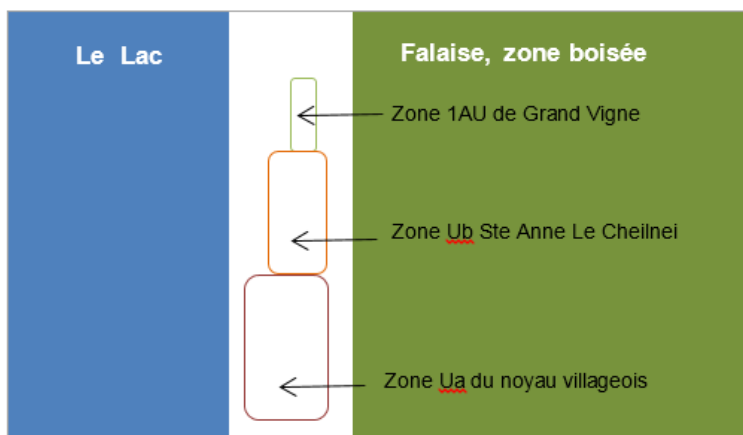 Le Lac
Falaise, zone boisée
Zone 1AU de Grand Vigne
Zone Ub Ste Anne Le Cheilnei
Zone Ua du noyau villageois